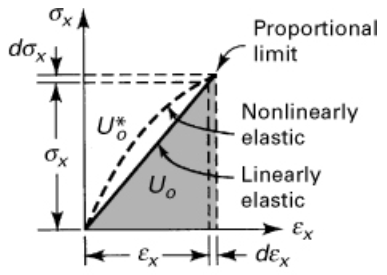 σₓ
Proportional
limit
dσₓ
U*ₒ
Nonlinearly
elastic
σₓ
Uₒ
Linearly
elastic
εₓ
εₓ
dεₓ